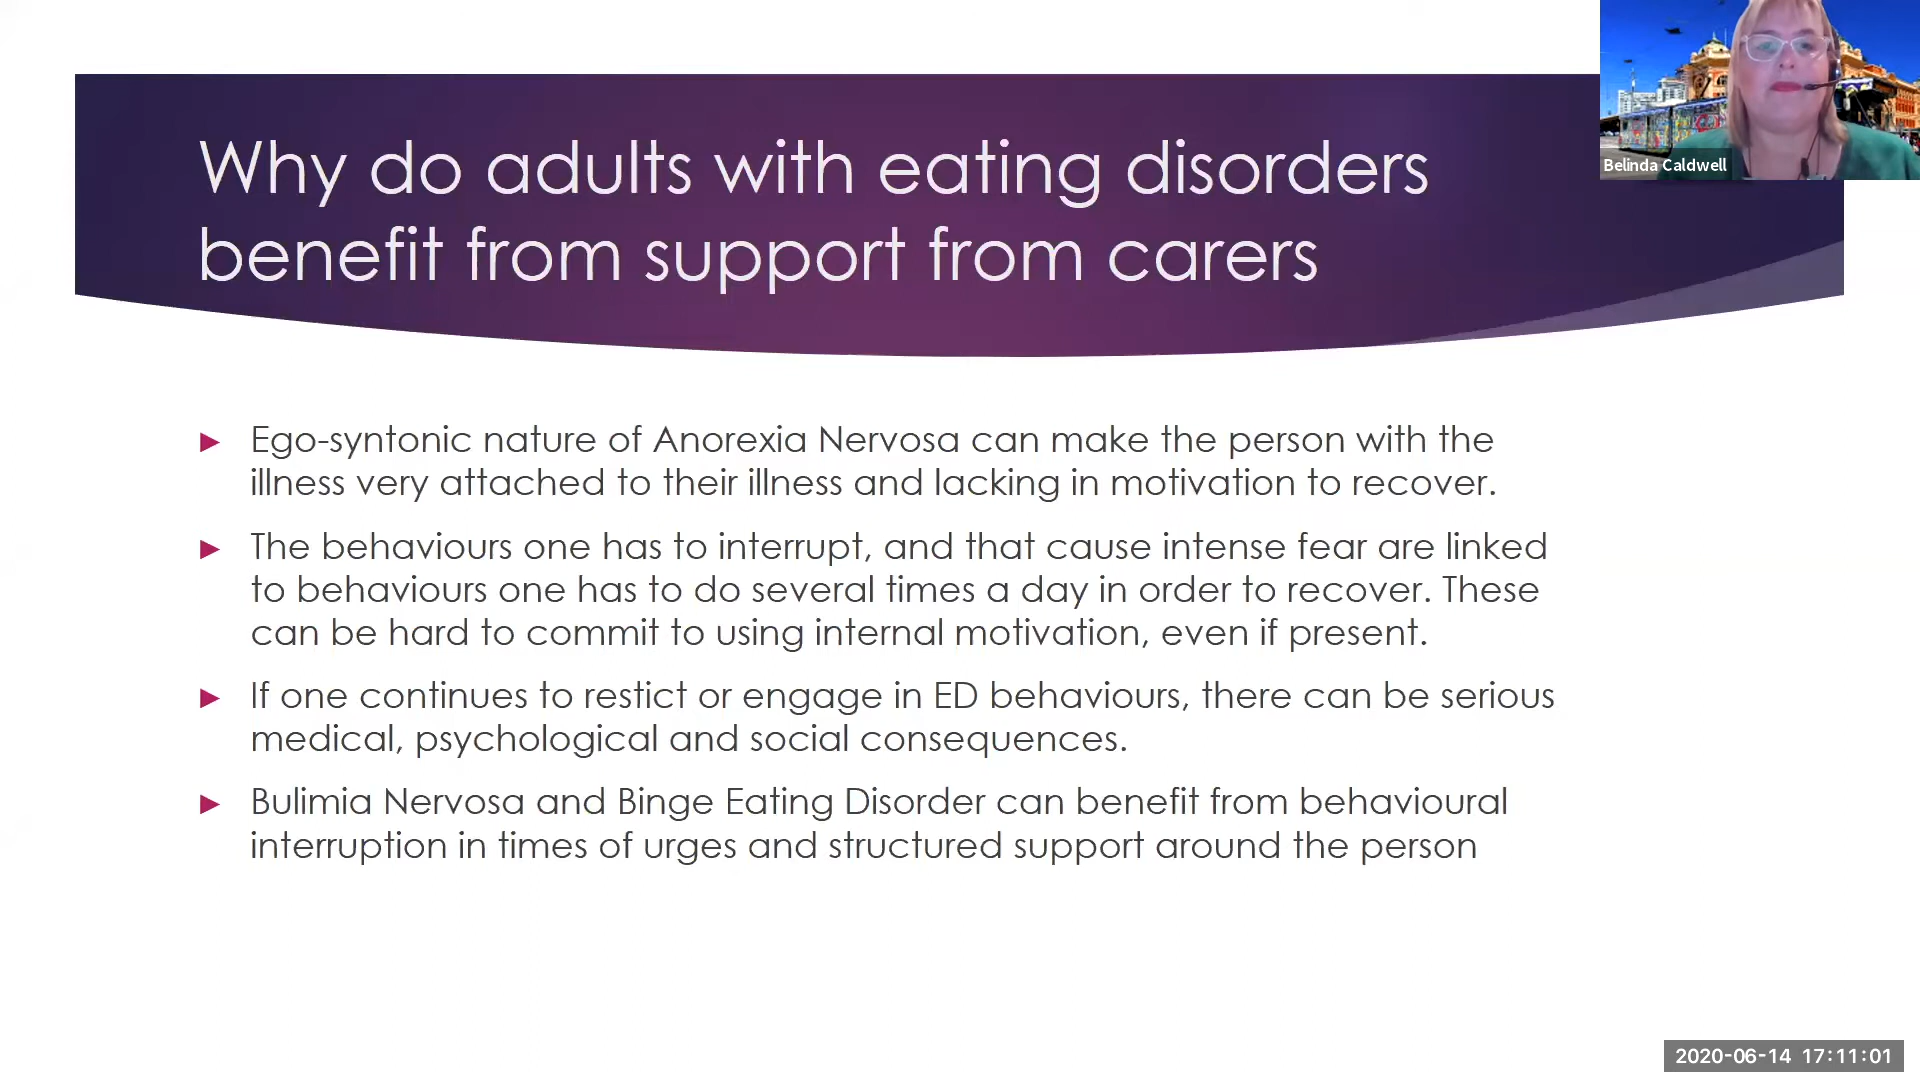 Why do adults with eating disorders
benefit from support from carers
Belinda Caldwell
► Ego-syntonic nature of Anorexia Nervosa can make the person with the
illness very attached to their illness and lacking in motivation to recover.
► The behaviours one has to interrupt, and that cause intense fear are linked
to behaviours one has to do several times a day in order to recover. These
can be hard to commit to using internal motivation, even if present.
► If one continues to restict or engage in ED behaviours, there can be serious
medical, psychological and social consequences.
► Bulimia Nervosa and Binge Eating Disorder can benefit from behavioural
interruption in times of urges and structured support around the person
2020-06-14 17:11:01